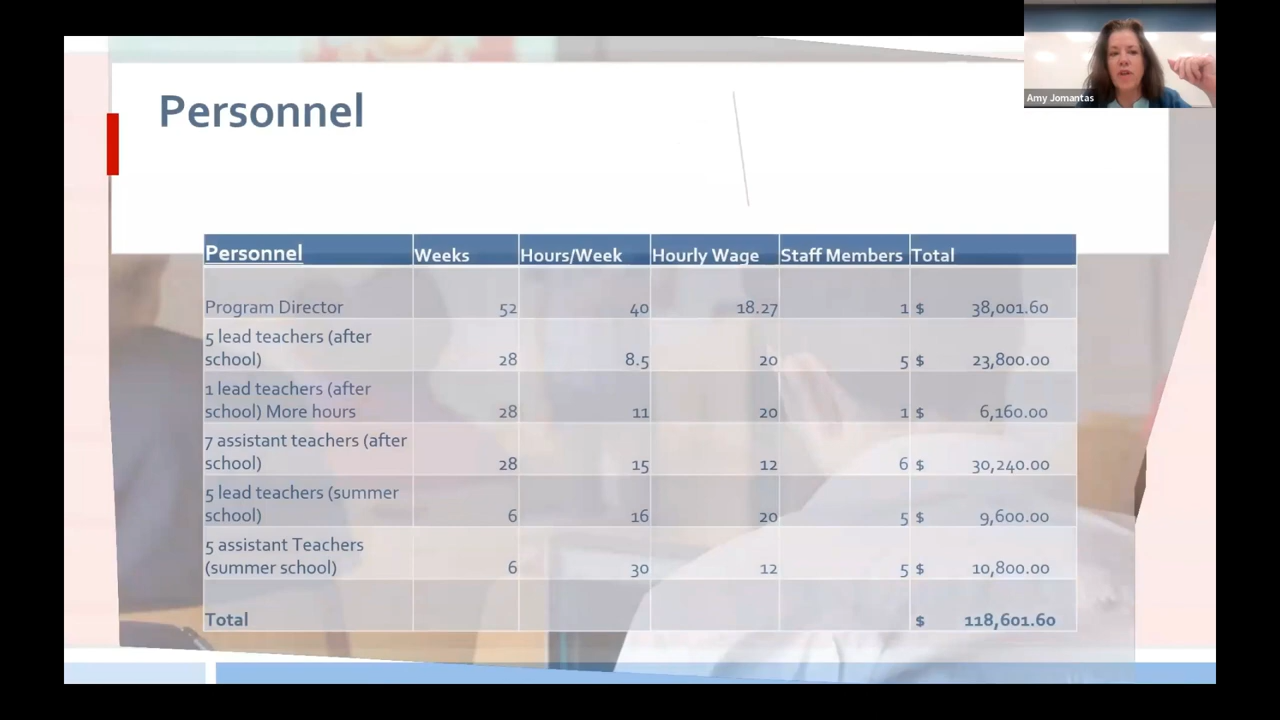 Amy Jomantas
Personnel
Personnel Weeks Hours/Week Hourly Wage Staff Members Total
Program Director 52 40 18.27 1 $ 38,001.60
5 lead teachers (after
school) 28 8.5 20 5 $ 23,800.00
1 lead teachers (after
school) More hours 28 11 20 1 $ 6,160.00
7 assistant teachers (after
school) 28 15 12 6 $ 30,240.00
5 lead teachers (summer
school) 6 16 20 5 $ 9,600.00
5 assistant Teachers
(summer school) 6 30 12 5 $ 10,800.00
Total $ 118,601.60